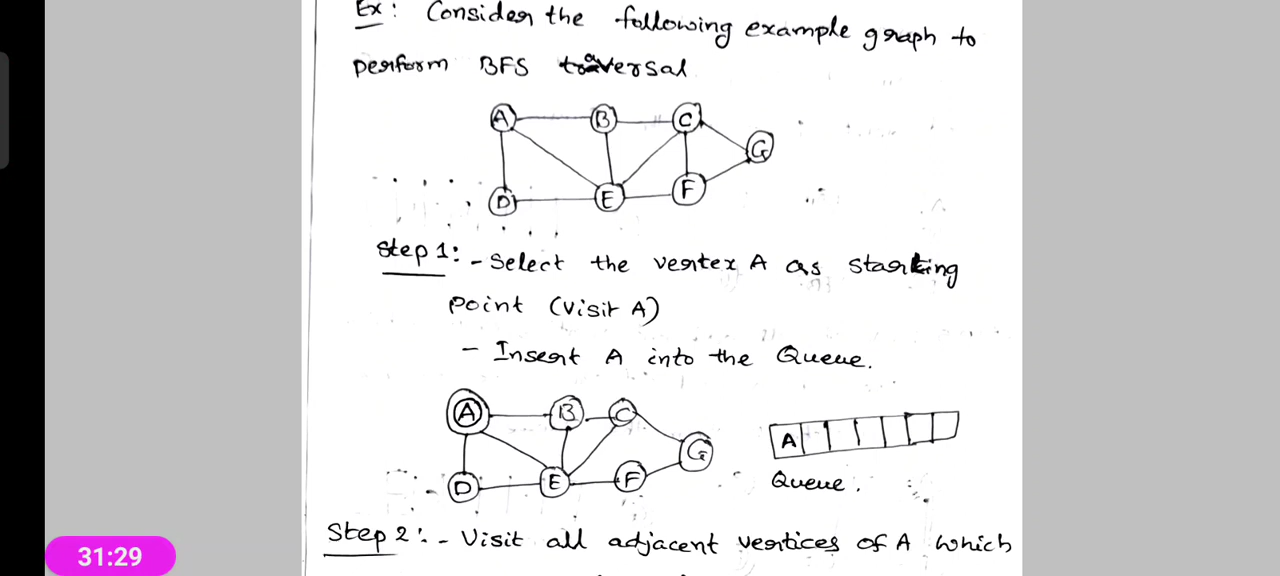 Ex: Consider the following example graph to
perform BFS traversal
A B C
G
D E F
Step 1: - Select the vertex A as starting
point (visit A)
- Insert A into the Queue.
A B C
G
D E F
A
Queue.
Step 2: - Visit all adjacent vertices of A which
31:29